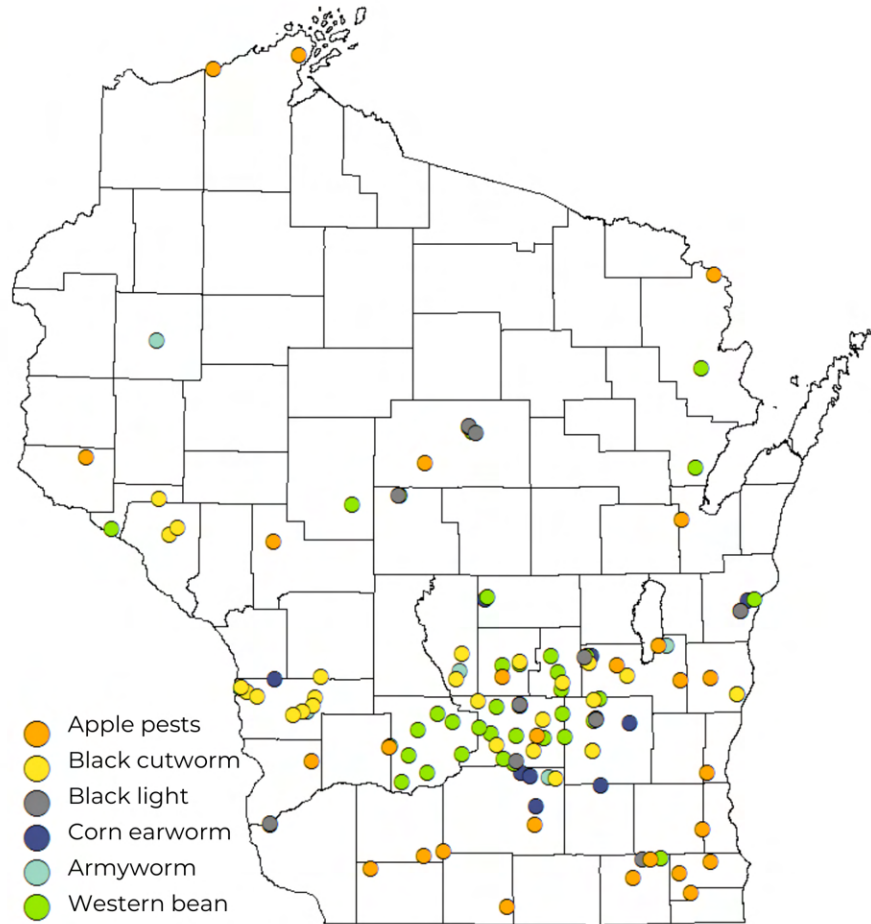 Apple pests
Black cutworm
Black light
Corn earworm
Armyworm
Western bean